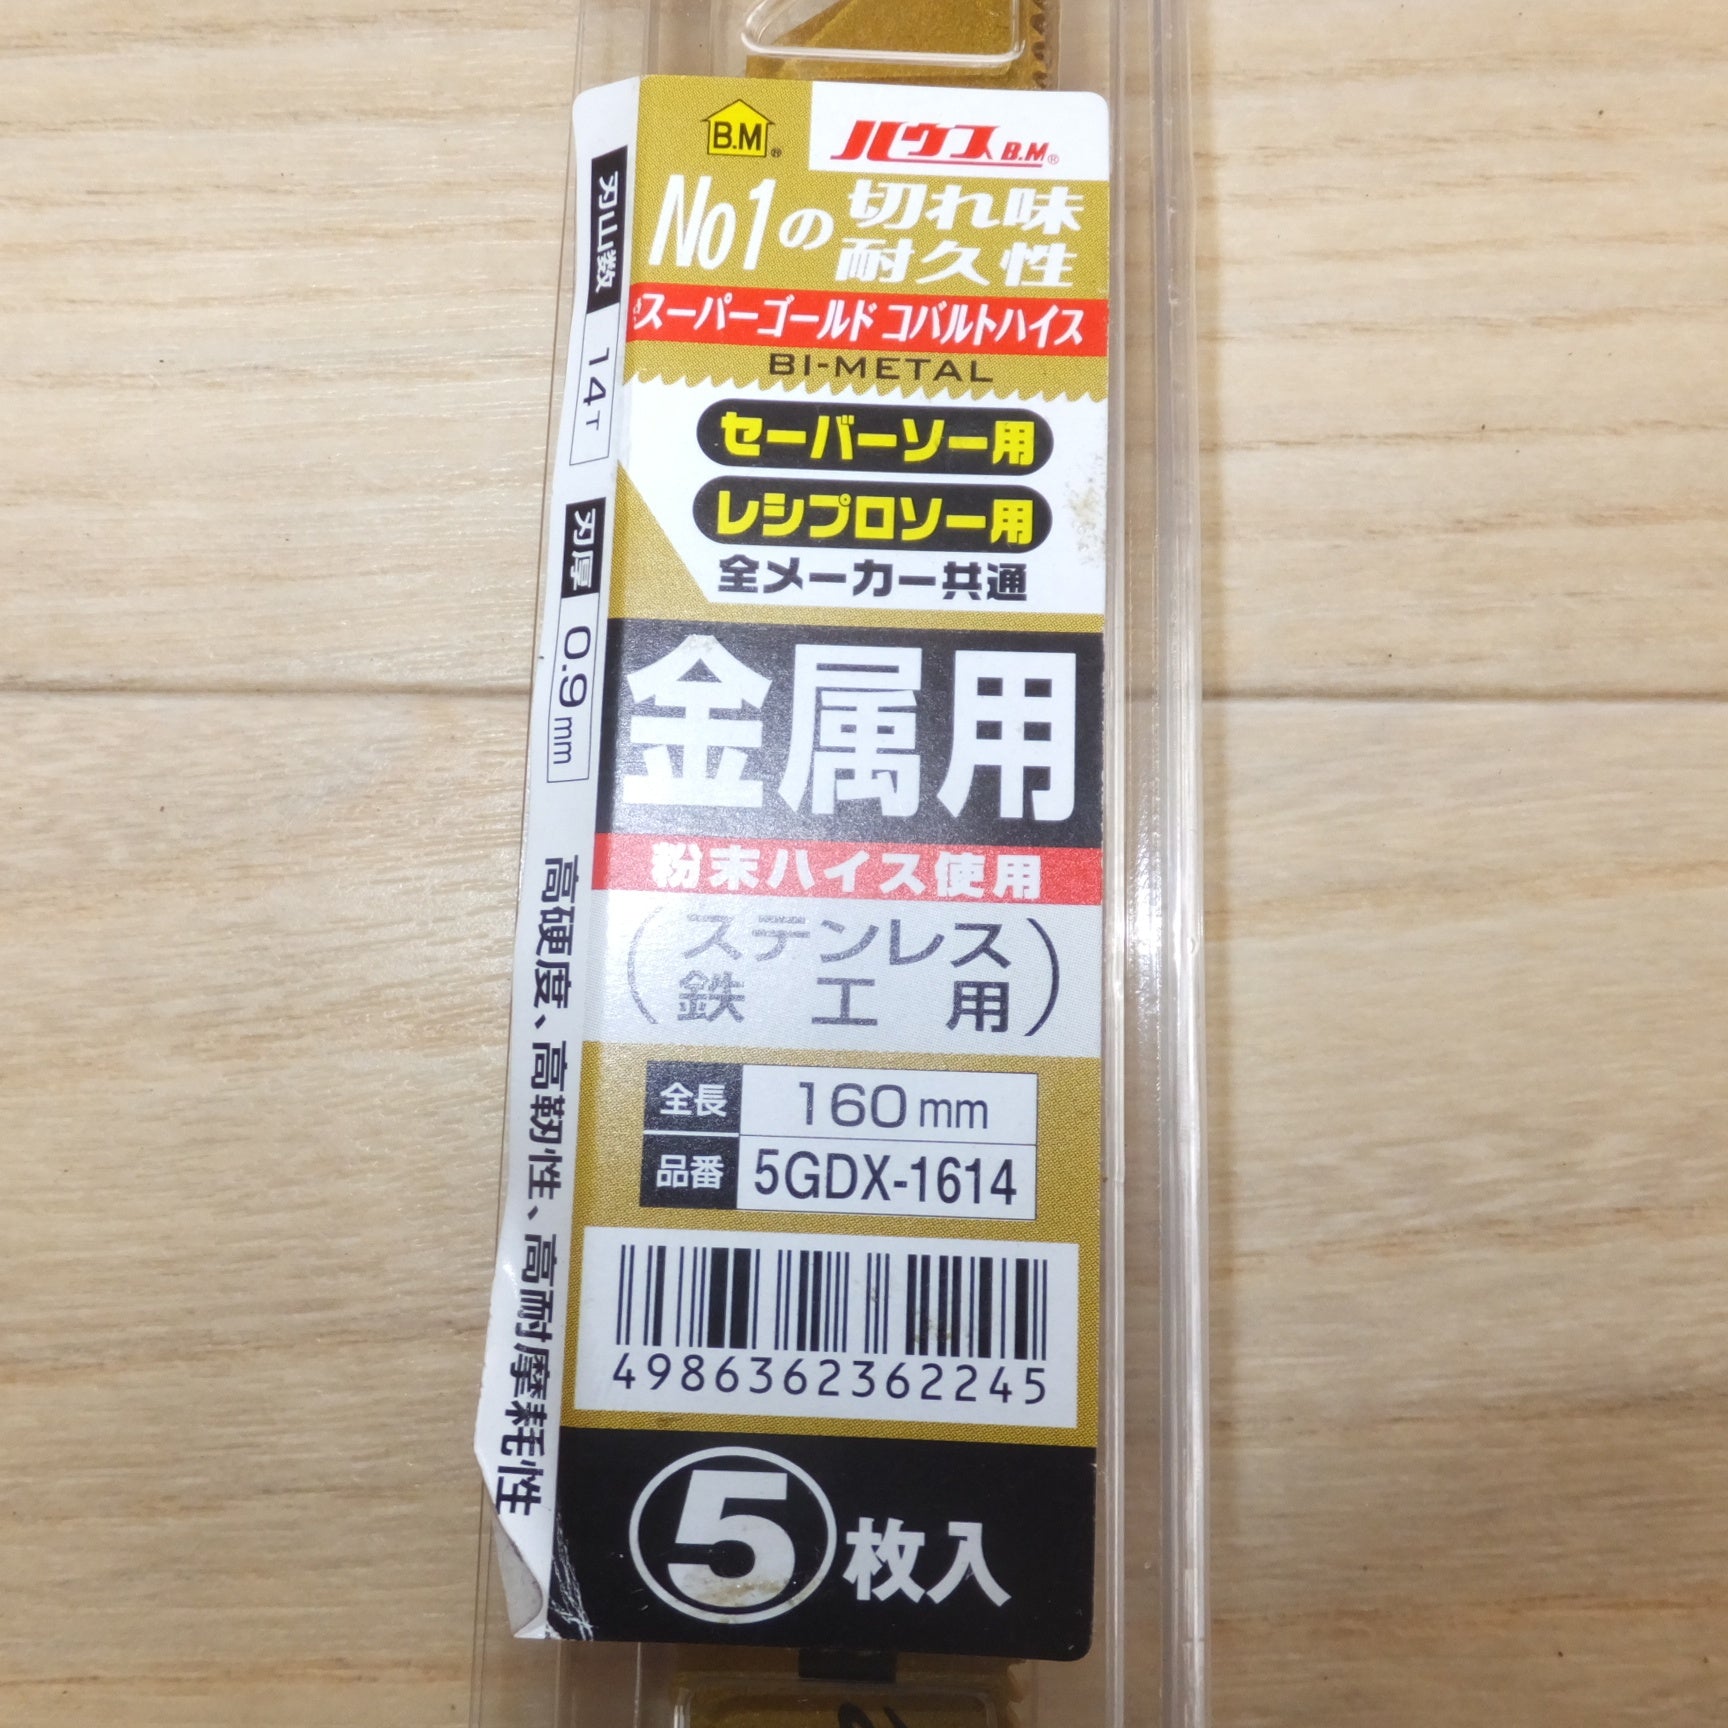 B.M®
ハウスB.M®
No1の切れ味
耐久性
スーパーゴールド コバルトハイス
BI-METAL
セーバーソー用
レシプロソー用
全メーカー共通
金属用
粉末ハイス使用
(ステンレス
鉄工用)
全長 160mm
品番 5GDX-1614
4986362362245
5枚入
刃山数 14T
刃厚 0.9mm
高硬度、高靭性、高耐摩耗性